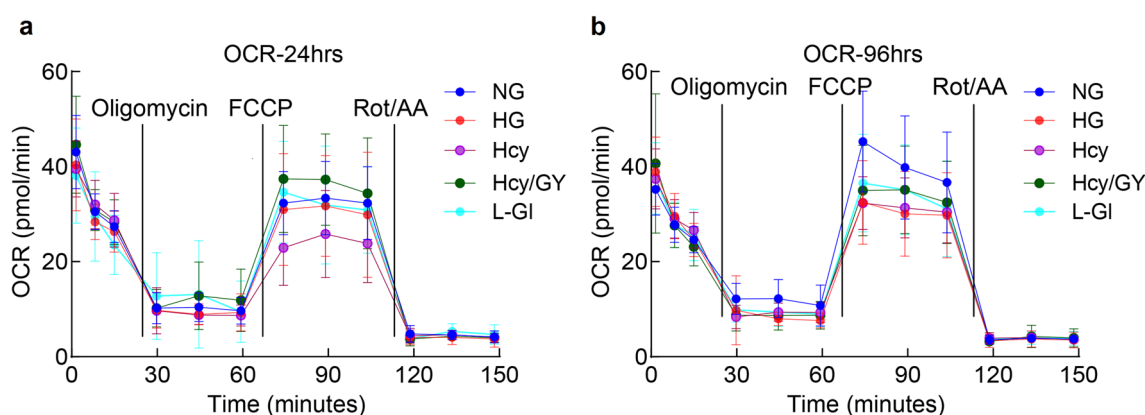 a
OCR-24hrs
60
40
20
0
OCR (pmol/min)
Oligomycin
FCCP
Rot/AA
NG
HG
Hcy
Hcy/GY
L-Gl
0 30 60 90 120 150
Time (minutes)
b
OCR-96hrs
60
40
20
0
OCR (pmol/min)
Oligomycin
FCCP
Rot/AA
NG
HG
Hcy
Hcy/GY
L-Gl
0 30 60 90 120 150
Time (minutes)